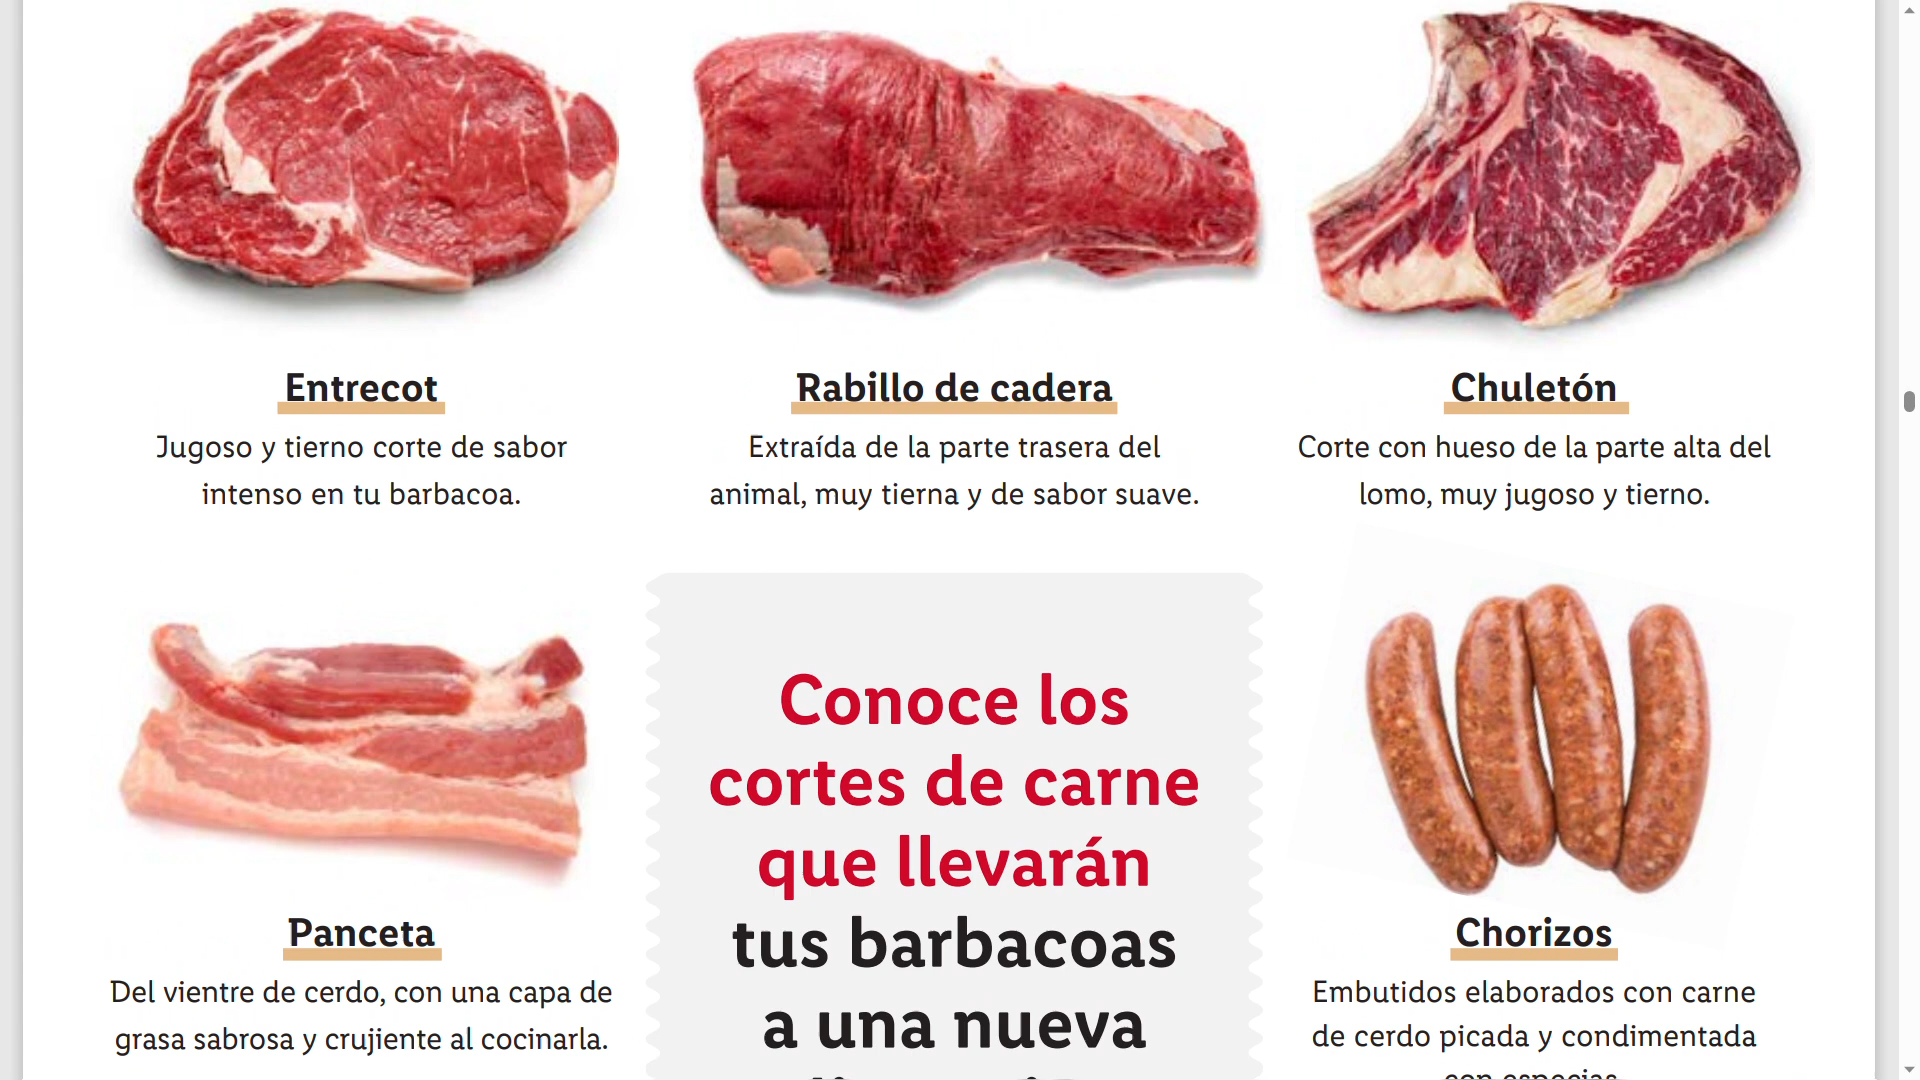 Entrecot
Jugoso y tierno corte de sabor
intenso en tu barbacoa.
Rabillo de cadera
Extraída de la parte trasera del
animal, muy tierna y de sabor suave.
Chuletón
Corte con hueso de la parte alta del
lomo, muy jugoso y tierno.
Panceta
Del vientre de cerdo, con una capa de
grasa sabrosa y crujiente al cocinarla.
Conoce los
cortes de carne
que llevarán
tus barbacoas
a una nueva
Chorizos
Embutidos elaborados con carne
de cerdo picada y condimentada
con especias.